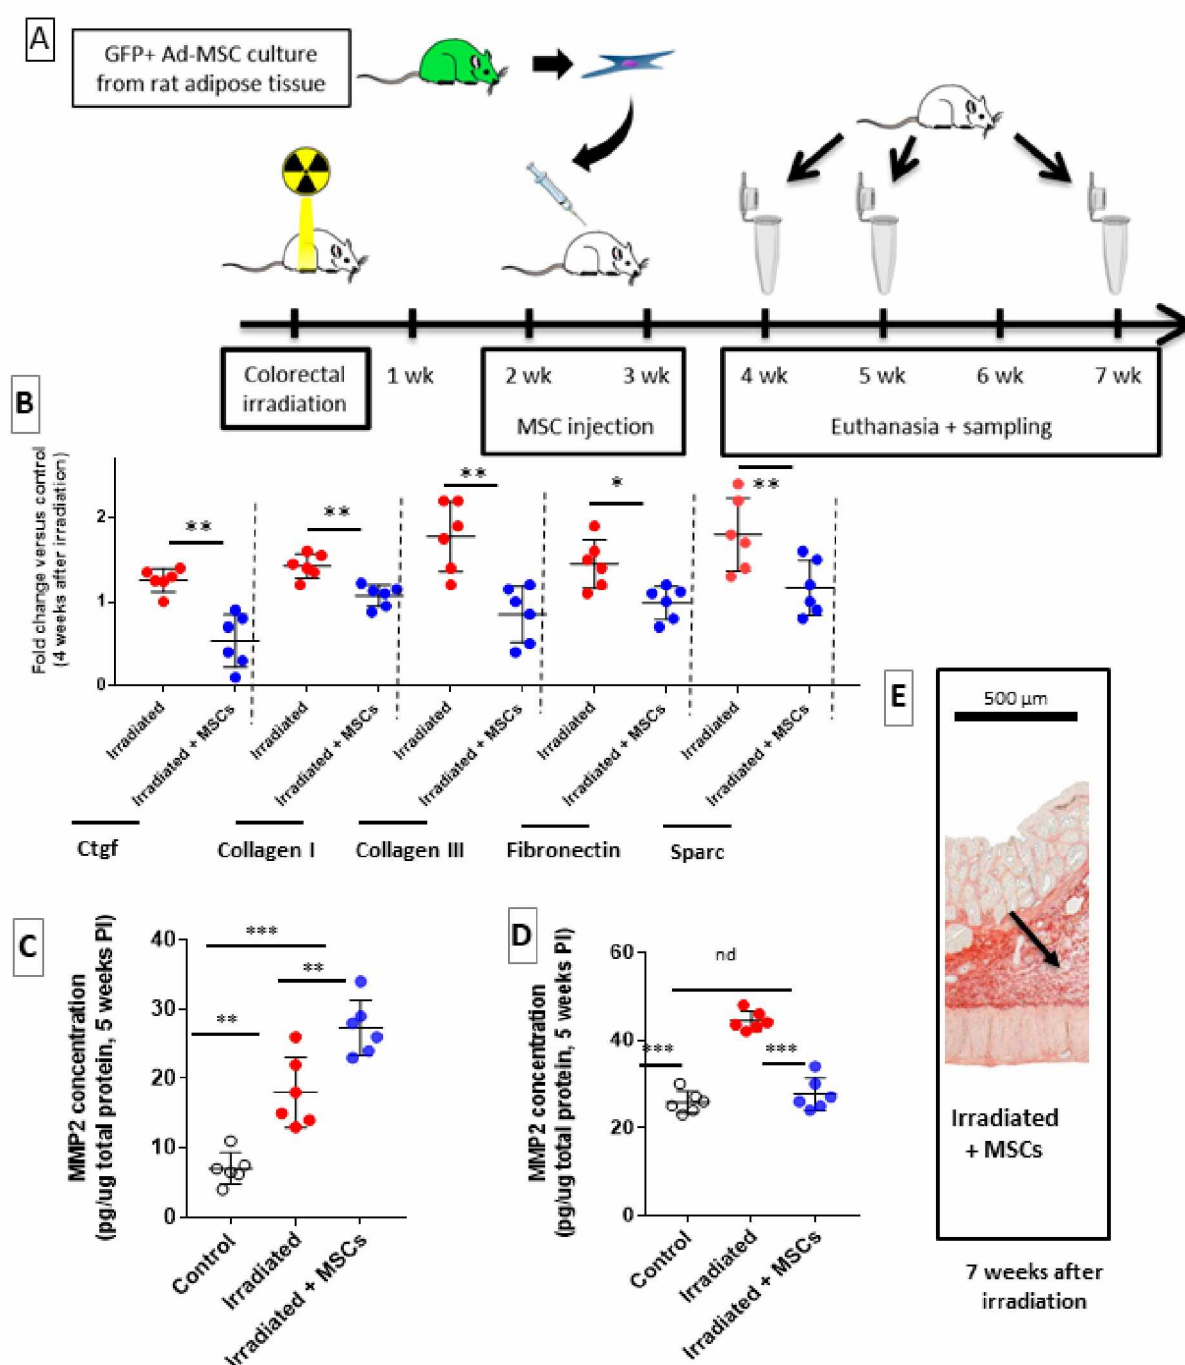 A
GFP+ Ad-MSC culture
from rat adipose tissue
Colorectal
irradiation
1 wk
2 wk
3 wk
MSC injection
4 wk
5 wk
6 wk
7 wk
Euthanasia + sampling
B
Fold change versus control
(4 weeks after irradiation)
2
1
0
**
**
**
*
**
Irradiated
Irradiated + MSCs
Irradiated
Irradiated + MSCs
Irradiated
Irradiated + MSCs
Irradiated
Irradiated + MSCs
Irradiated
Irradiated + MSCs
Ctgf
Collagen I
Collagen III
Fibronectin
Sparc
C
MMP2 concentration
(pg/ug total protein, 5 weeks PI)
40
30
20
10
0
***
**
**
Control
Irradiated
Irradiated + MSCs
D
MMP2 concentration
(pg/ug total protein, 5 weeks PI)
60
40
20
0
nd
***
***
Control
Irradiated
Irradiated + MSCs
E
500 µm
Irradiated
+ MSCs
7 weeks after
irradiation